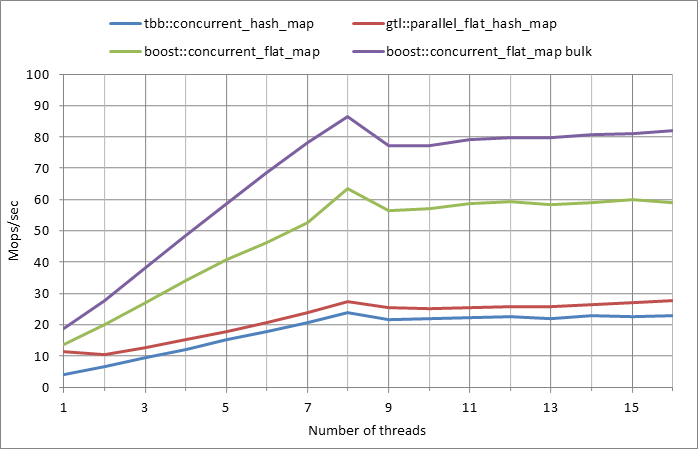 tbb::concurrent_hash_map gtl::parallel_flat_hash_map
boost::concurrent_flat_map boost::concurrent_flat_map bulk
100
90
80
70
60
50
40
30
20
10
0
Mops/sec
1 3 5 7 9 11 13 15
Number of threads